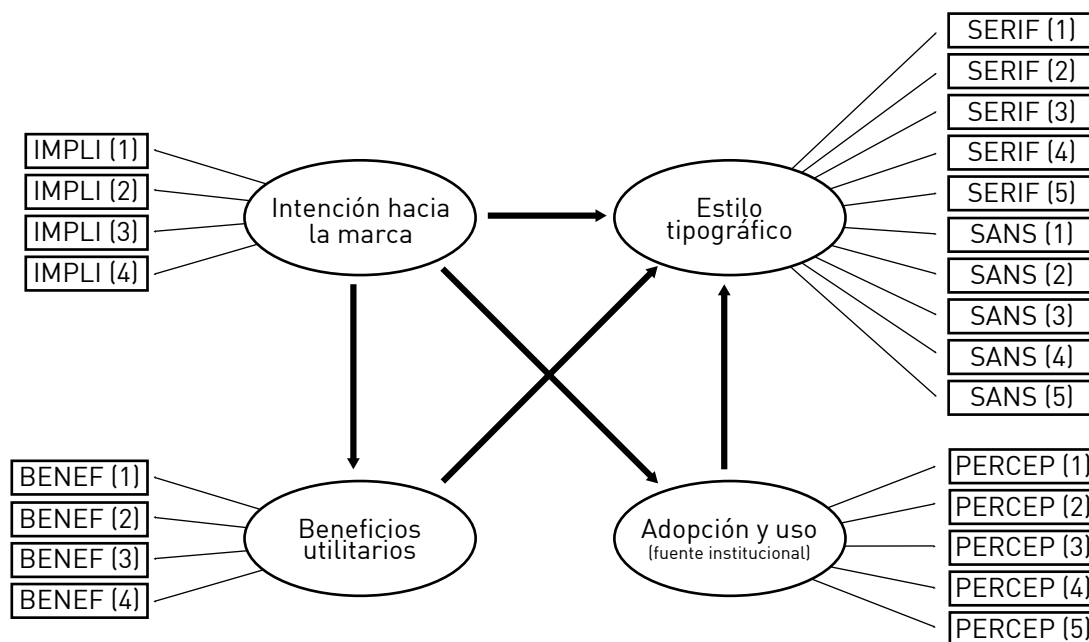 IMPLI (1)
IMPLI (2)
IMPLI (3)
IMPLI (4)
Intención hacia
la marca
Estilo
tipográfico
SERIF (1)
SERIF (2)
SERIF (3)
SERIF (4)
SERIF (5)
SANS (1)
SANS (2)
SANS (3)
SANS (4)
SANS (5)
BENEF (1)
BENEF (2)
BENEF (3)
BENEF (4)
Beneficios
utilitarios
Adopción y uso
(fuente institucional)
PERCEP (1)
PERCEP (2)
PERCEP (3)
PERCEP (4)
PERCEP (5)